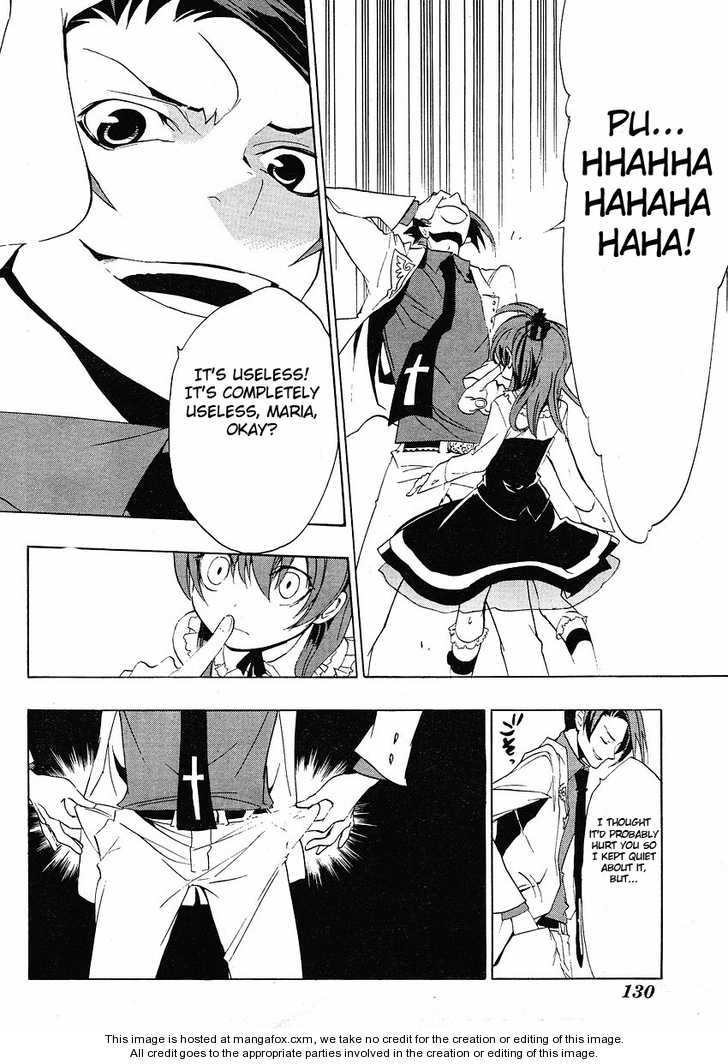 PU...
HHAHHA
HAHAHA
HAHA!
IT'S USELESS!
IT'S COMPLETELY
USELESS, MARIA,
OKAY?
I THOUGHT
IT'D PROBABLY
HURT YOU SO
I KEPT QUIET
ABOUT IT,
BUT...
130
This image is hosted at mangafox.cxm, we take no credit for the creation or editing of this image.
All credit goes to the appropriate parties involved in the creation and editing of this image.